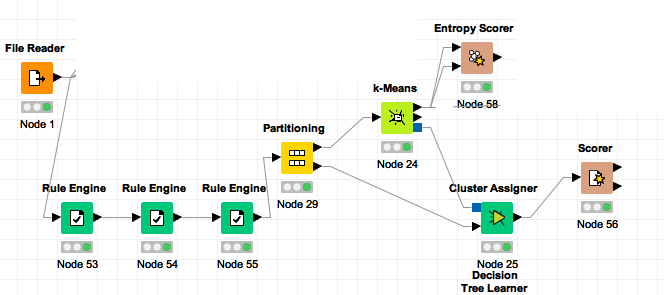 Entropy Scorer
File Reader
Node 1
k-Means
Node 58
Partitioning
Node 24
Node 29
Scorer
Rule Engine
Rule Engine
Rule Engine
Cluster Assigner
Node 56
Node 53
Node 54
Node 55
Node 25
Decision
Tree Learner